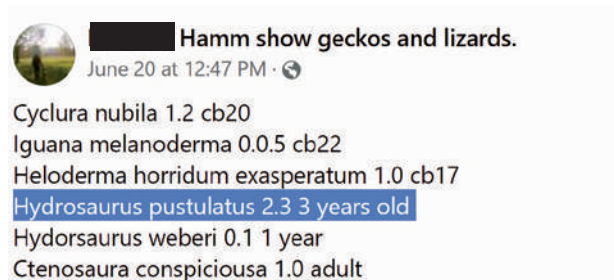 Hamm show geckos and lizards.
June 20 at 12:47 PM ·
Cyclura nubila 1.2 cb20
Iguana melanoderma 0.0.5 cb22
Heloderma horridum exasperatum 1.0 cb17
Hydrosaurus pustulatus 2.3 3 years old
Hydorsaurus weberi 0.1 1 year
Ctenosaura conspiciousa 1.0 adult